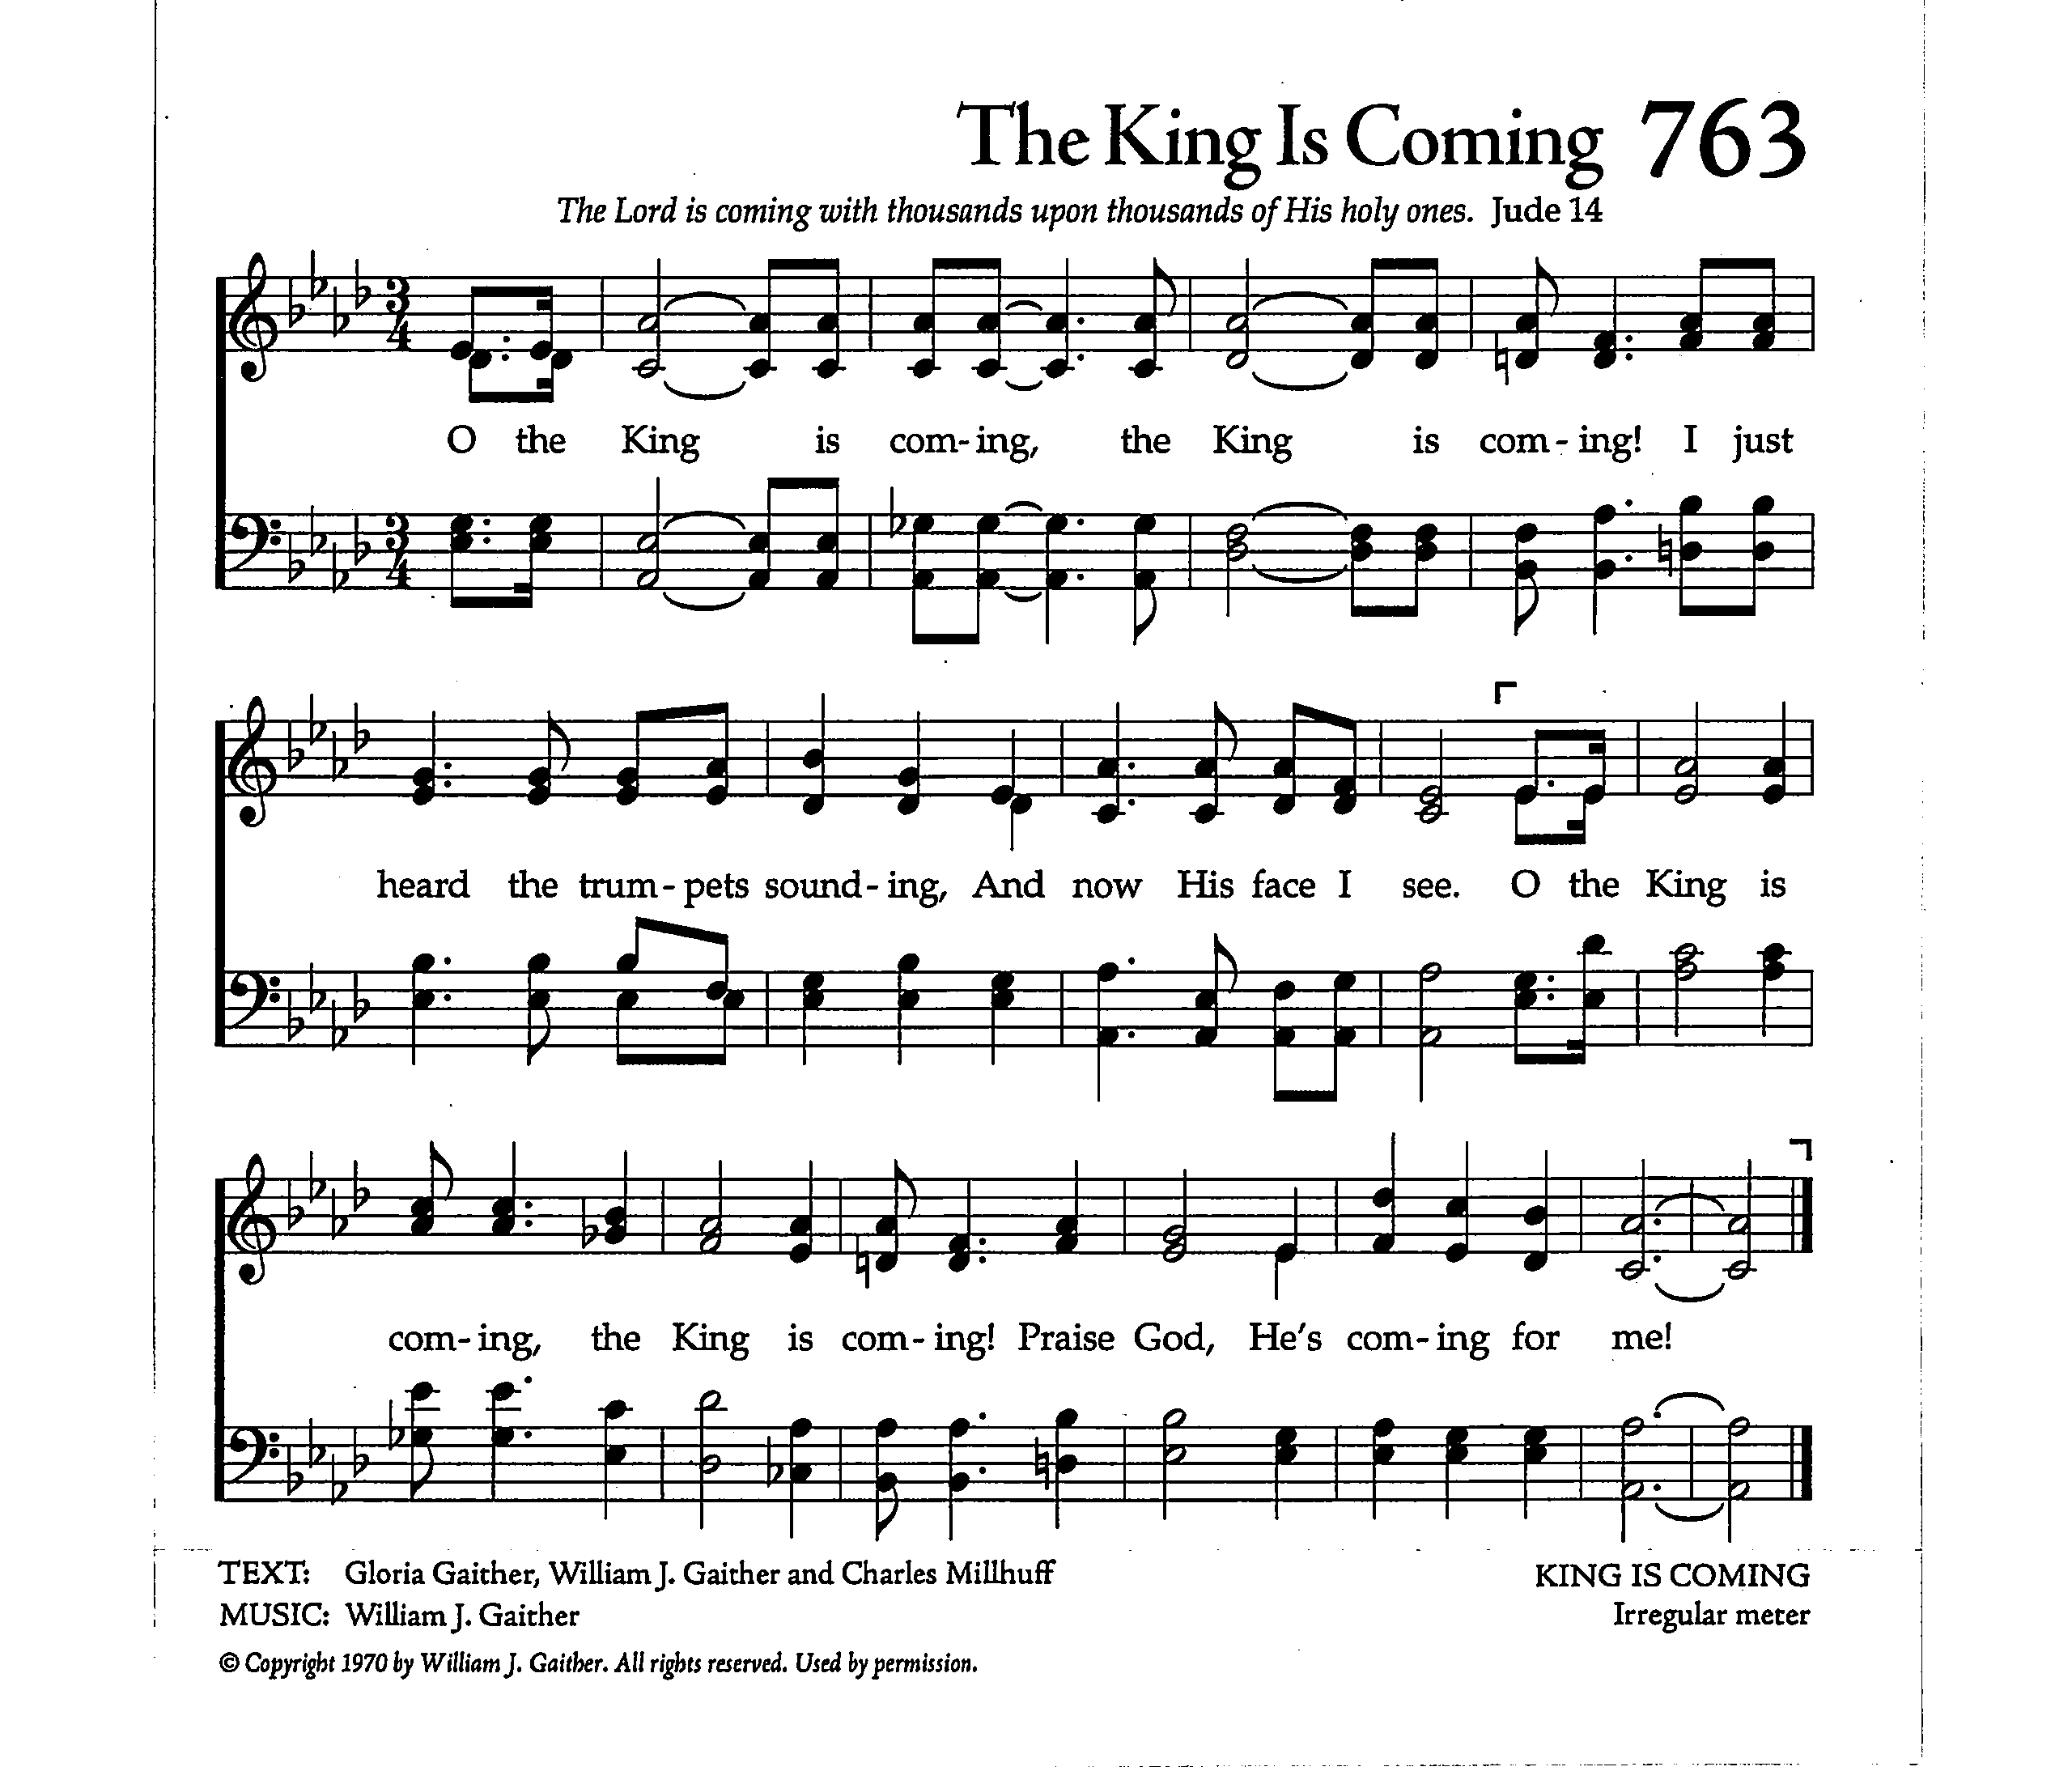 The King Is Coming 763
The Lord is coming with thousands upon thousands of His holy ones. Jude 14
O the King is com- ing, the King is com - ing! I just
heard the trum - pets sound - ing, And now His face I see. O the King is
com- ing, the King is com- ing! Praise God, He's com- ing for me!
TEXT: Gloria Gaither, William J. Gaither and Charles Millhuff
KING IS COMING
MUSIC: William J. Gaither
Irregular meter
© Copyright 1970 by William J. Gaither. All rights reserved. Used by permission.